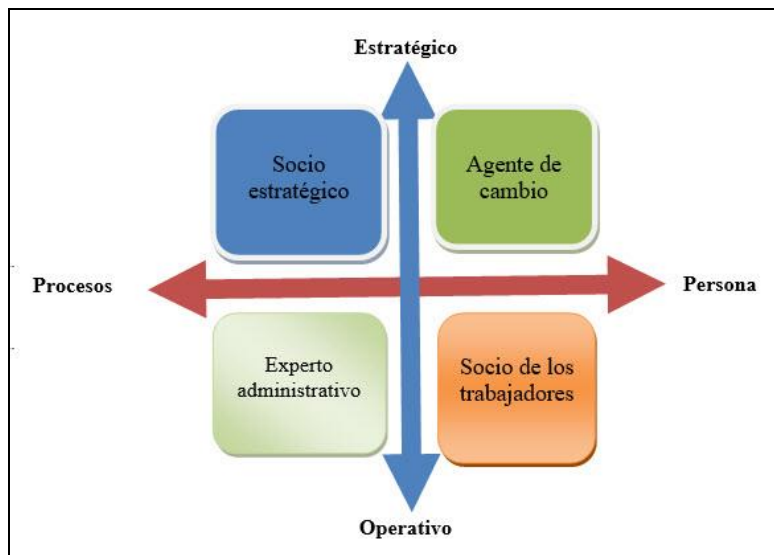 Estratégico
Socio
estratégico
Agente de
cambio
Procesos
Persona
Experto
administrativo
Socio de los
trabajadores
Operativo